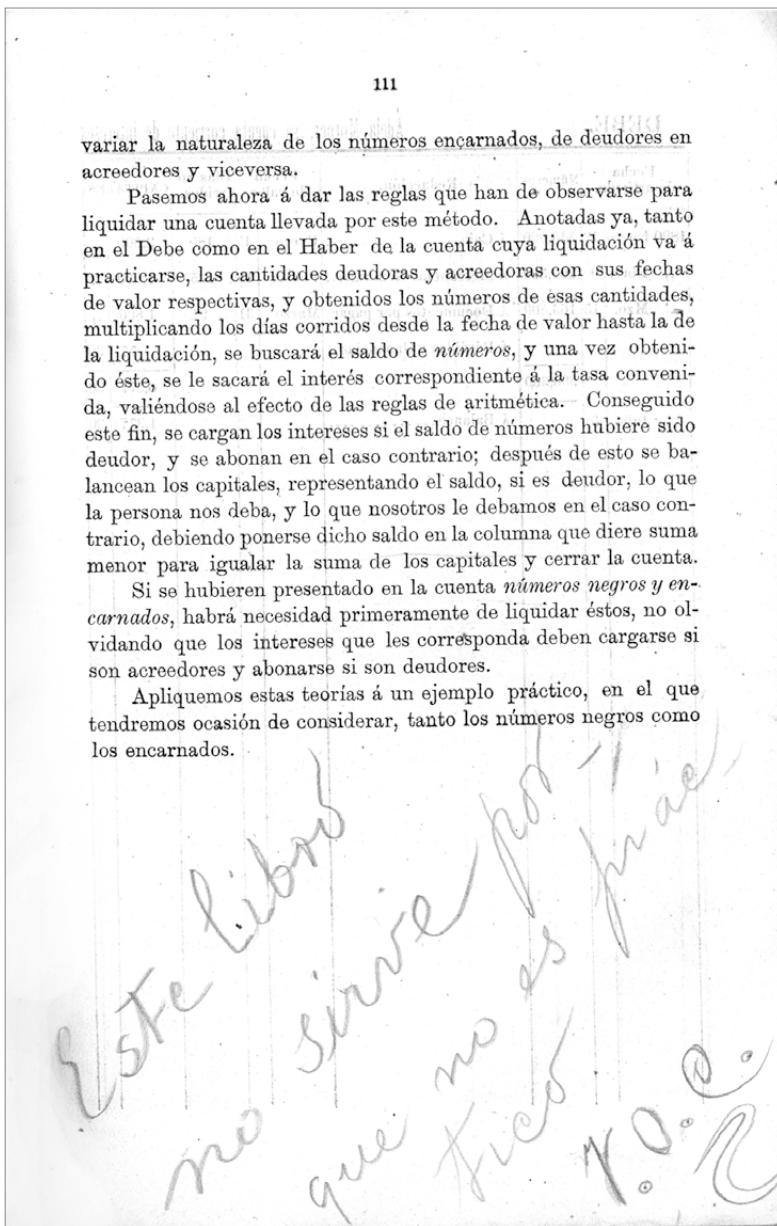 111
variar la naturaleza de los números encarnados, de deudores en
acreedores y viceversa.
Pasemos ahora á dar las reglas que han de observarse para
liquidar una cuenta llevada por este método. Anotadas ya, tanto
en el Debe como en el Haber de la cuenta cuya liquidación va á
practicarse, las cantidades deudoras y acreedoras con sus fechas
de valor respectivas, y obtenidos los números de esas cantidades,
multiplicando los días corridos desde la fecha de valor hasta la de
la liquidación, se buscará el saldo de números, y una vez obteni-
do éste, se le sacará el interés correspondiente á la tasa conveni-
da, valiéndose al efecto de las reglas de aritmética. Conseguido
este fin, se cargan los intereses si el saldo de números hubiere sido
deudor, y se abonan en el caso contrario; después de esto se ba-
lancean los capitales, representando el saldo, si es deudor, lo que
la persona nos deba, y lo que nosotros le debamos en el caso con-
trario, debiendo ponerse dicho saldo en la columna que diere suma
menor para igualar la suma de los capitales y cerrar la cuenta.
Si se hubieren presentado en la cuenta números negros y en-
carnados, habrá necesidad primeramente de liquidar éstos, no ol-
vidando que los intereses que les corresponda deben cargarse si
son acreedores y abonarse si son deudores.
Apliquemos estas teorías á un ejemplo práctico, en el que
tendremos ocasión de considerar, tanto los números negros como
los encarnados.
Este libro
no sirve por-
que no es prác
tico